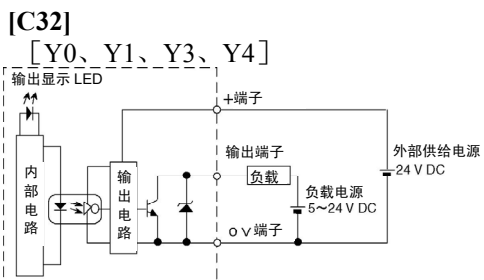 [C32]
［Y0、Y1、Y3、Y4］
输出显示 LED
+端子
输出端子
外部供给电源
24 V DC
内部电路
输出电路
负载
负载电源
5～24 V DC
0 V端子